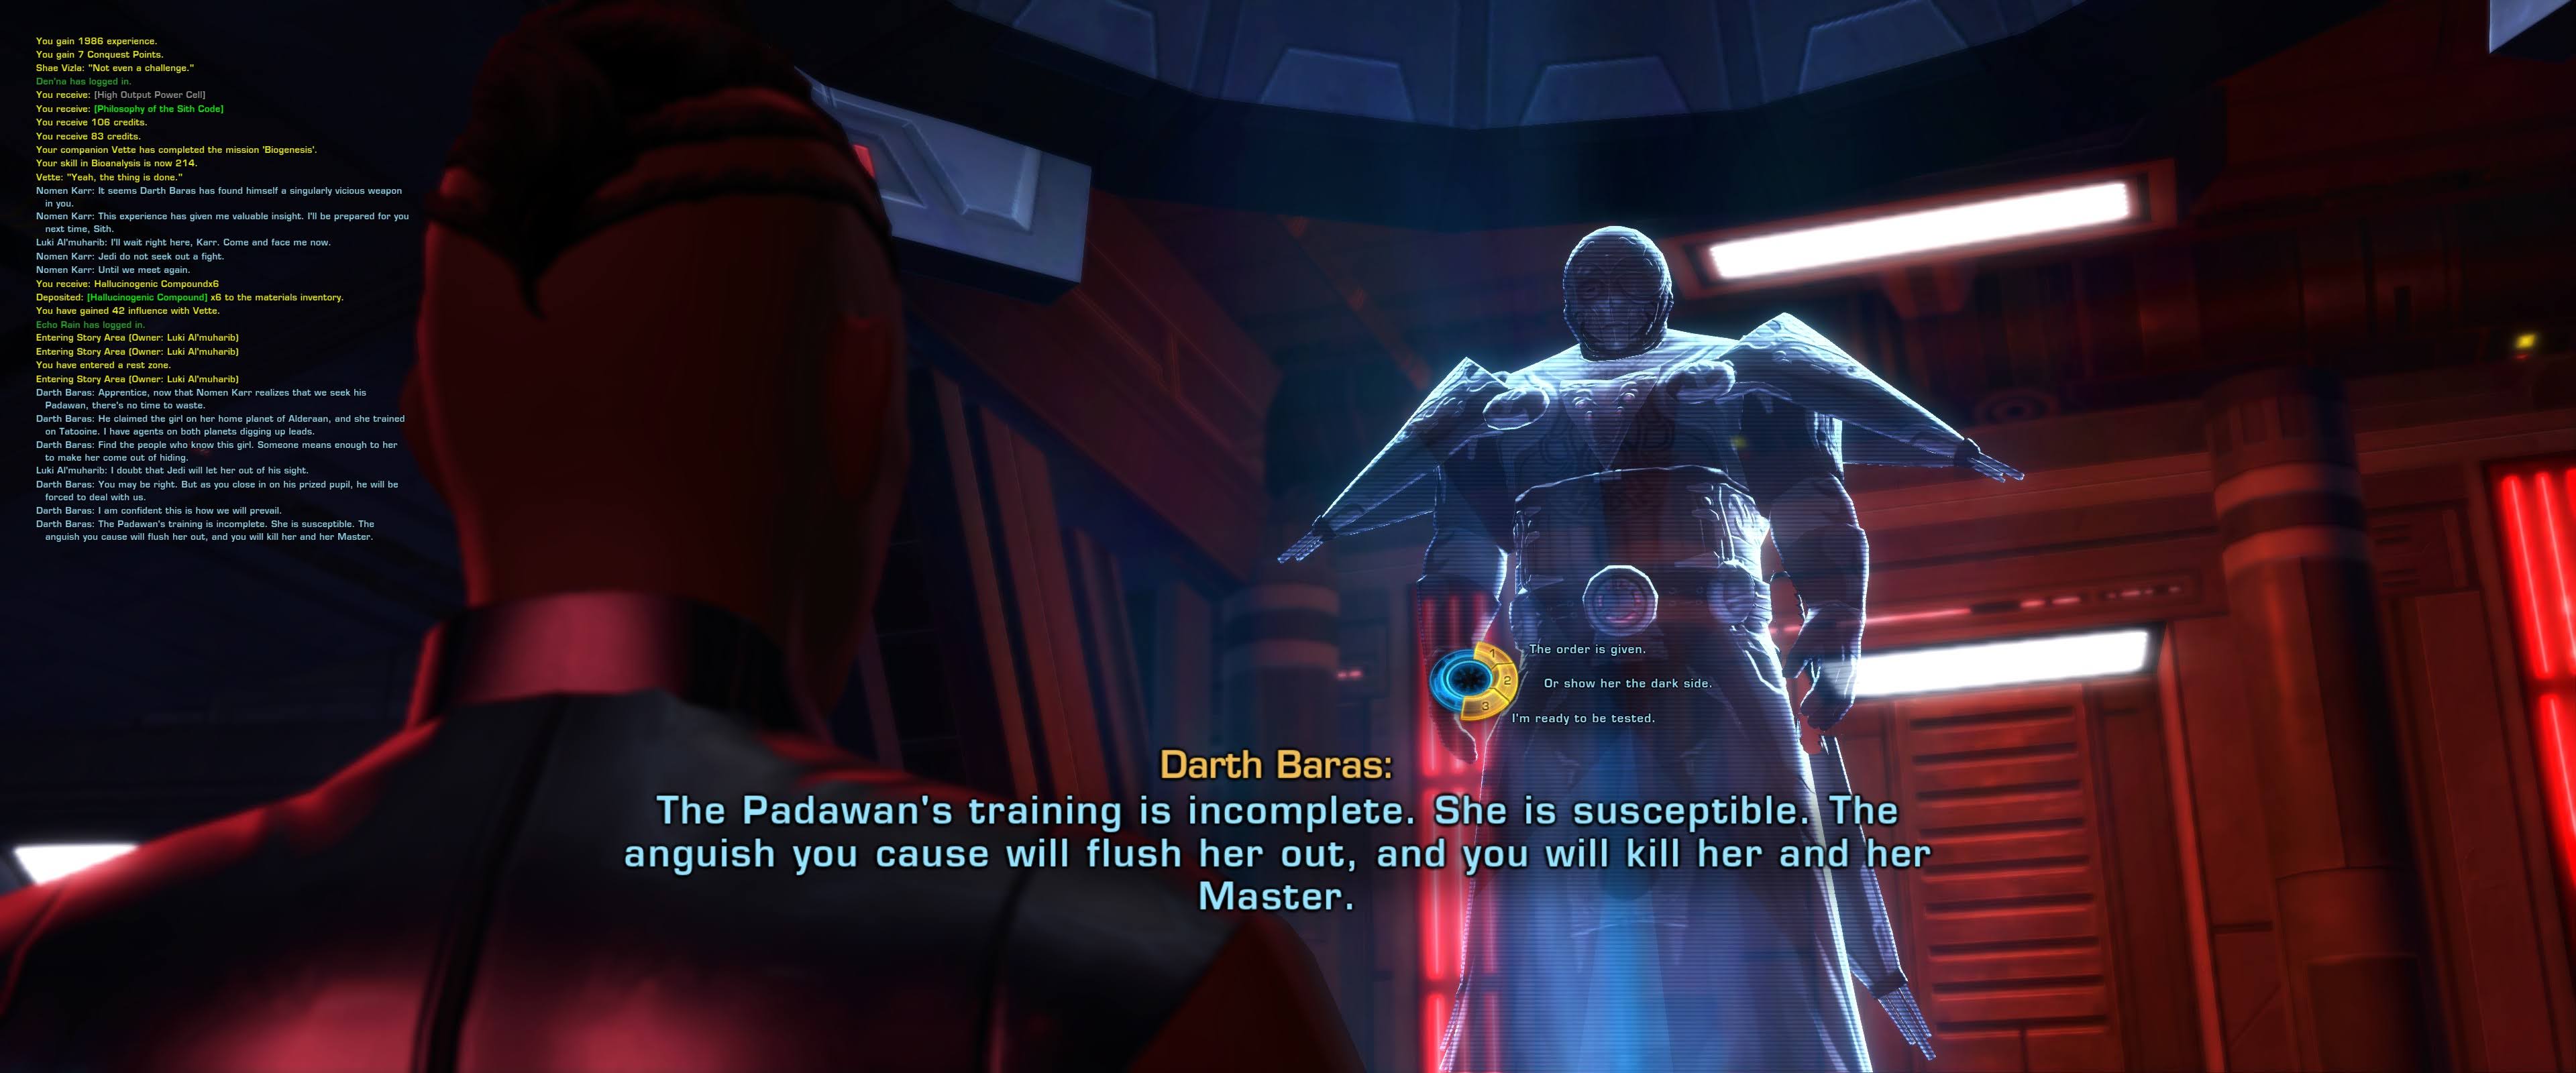 You gain 1986 experience.
You gain 7 Conquest Points.
Shae Vizla: "Not even a challenge."
Den'na has logged in.
You receive: [High Output Power Cell]
You receive: [Philosophy of the Sith Code]
You receive 106 credits.
You receive 83 credits.
Your companion Vette has completed the mission 'Biogenesis'.
Your skill in Bioanalysis is now 214.
Vette: "Yeah, the thing is done."
Nomen Karr: It seems Darth Baras has found himself a singularly vicious weapon
in you.
Nomen Karr: This experience has given me valuable insight. I'll be prepared for you
next time, Sith.
Luki Al'muharib: I'll wait right here, Karr. Come and face me now.
Nomen Karr: Jedi do not seek out a fight.
Nomen Karr: Until we meet again.
You receive: Hallucinogenic Compoundx6
Deposited: [Hallucinogenic Compound] x6 to the materials inventory.
You have gained 42 influence with Vette.
Echo Rain has logged in.
Entering Story Area (Owner: Luki Al'muharib)
Entering Story Area (Owner: Luki Al'muharib)
You have entered a rest zone.
Entering Story Area (Owner: Luki Al'muharib)
Darth Baras: Apprentice, now that Nomen Karr realizes that we seek his
Padawan, there's no time to waste.
Darth Baras: He claimed the girl on her home planet of Alderaan, and she trained
on Tatooine. I have agents on both planets digging up leads.
Darth Baras: Find the people who know this girl. Someone means enough to her
to make her come out of hiding.
Luki Al'muharib: I doubt that Jedi will let her out of his sight.
Darth Baras: You may be right. But as you close in on his prized pupil, he will be
forced to deal with us.
Darth Baras: I am confident this is how we will prevail.
Darth Baras: The Padawan's training is incomplete. She is susceptible. The
anguish you cause will flush her out, and you will kill her and her Master.
1 The order is given.
2 Or show her the dark side.
3 I'm ready to be tested.
Darth Baras:
The Padawan's training is incomplete. She is susceptible. The
anguish you cause will flush her out, and you will kill her and her
Master.